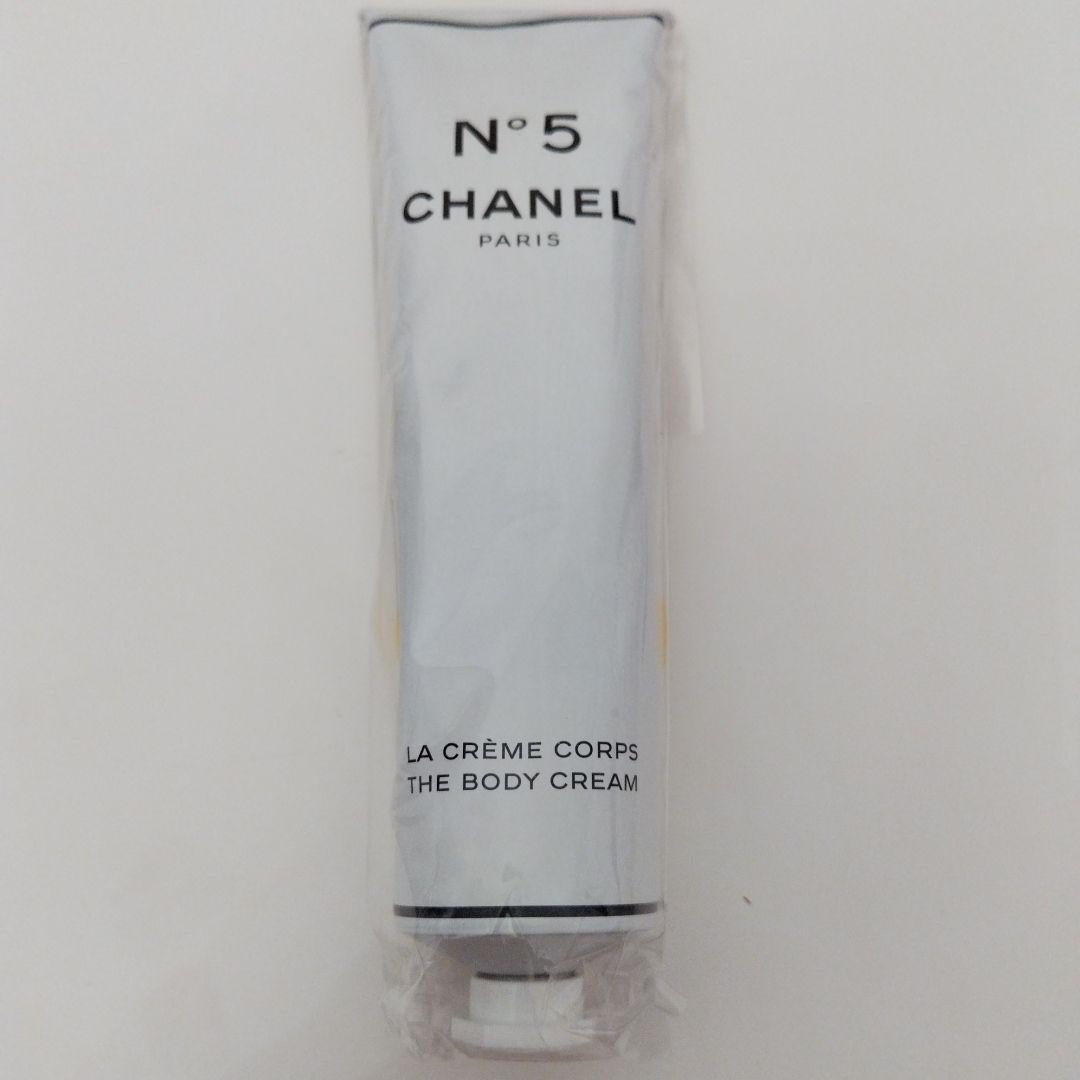 N° 5
CHANEL
PARIS
LA CRÈME CORPS
THE BODY CREAM